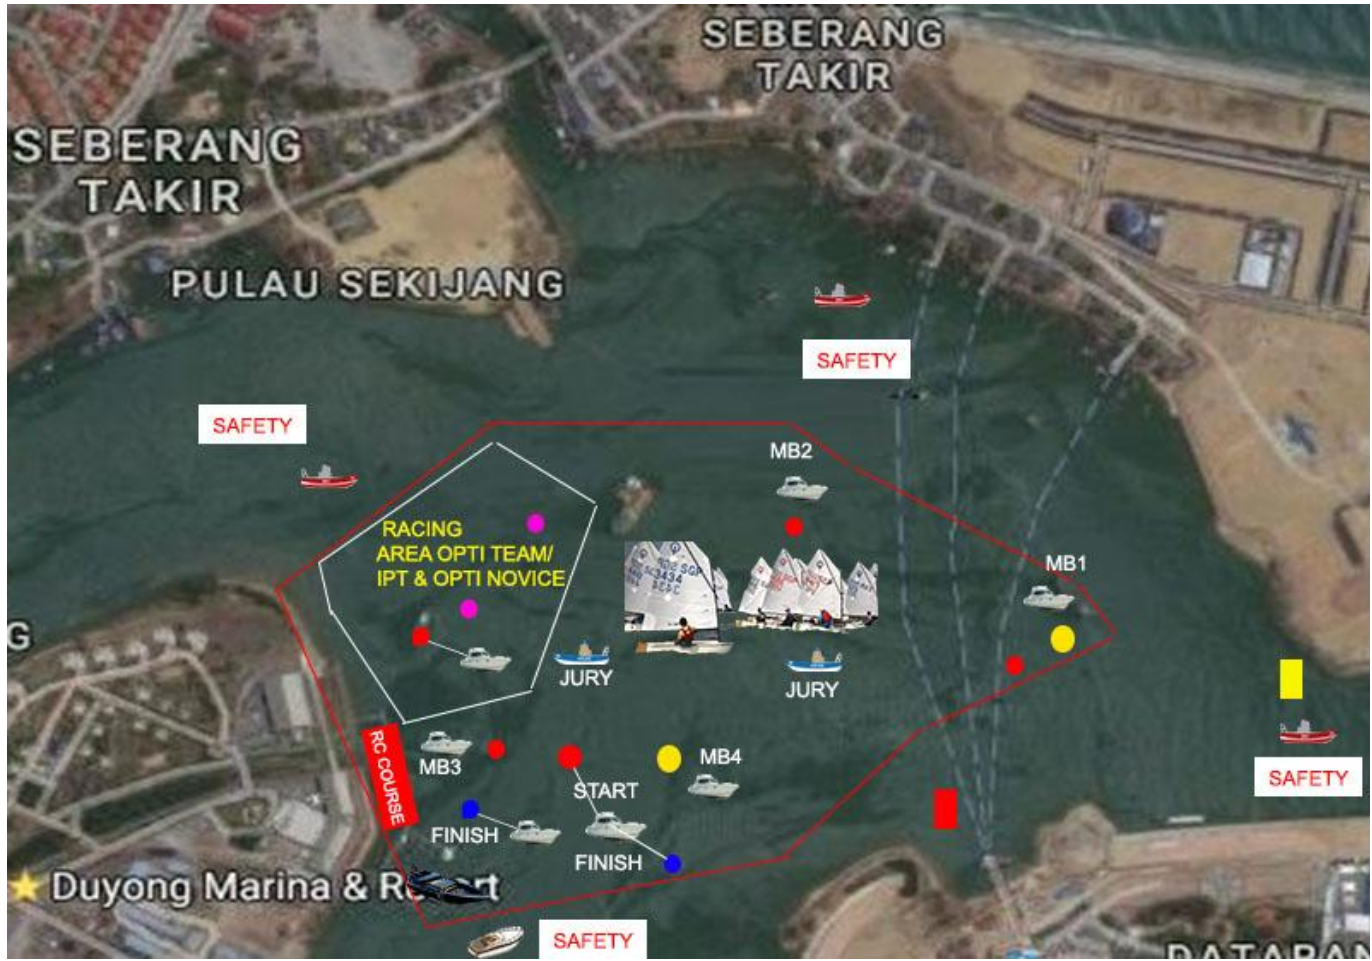 SEBERANG
TAKIR
SEBERANG
TAKIR
PULAU SEKIJANG
SAFETY
SAFETY
MB2
RACING
AREA OPTI TEAM/
IPT & OPTI NOVICE
MB1
G
JURY
JURY
RC COURSE
MB3
MB4
START
SAFETY
FINISH
FINISH
Duyong Marina & Resort
SAFETY
DATARAN